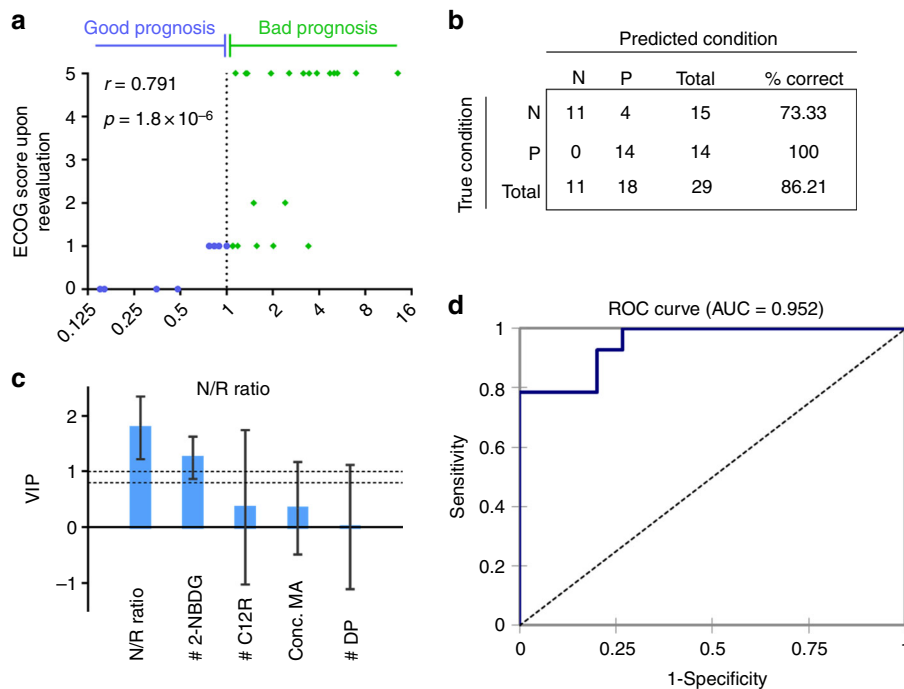 a
Good prognosis
Bad prognosis
r = 0.791
p = 1.8 × 10⁻⁶
ECOG score upon
reevaluation
5
4
3
2
1
0
0.125
0.25
0.5
1
2
4
8
16
N/R ratio
b
Predicted condition
True condition
N P Total % correct
N 11 4 15 73.33
P 0 14 14 100
Total 11 18 29 86.21
c
VIP
2
1
0
−1
N/R ratio
# 2-NBDG
# C12R
Conc. MA
# DP
d
ROC curve (AUC = 0.952)
Sensitivity
1
0.8
0.6
0.4
0.2
0
0
0.25
0.5
0.75
1
1-Specificity